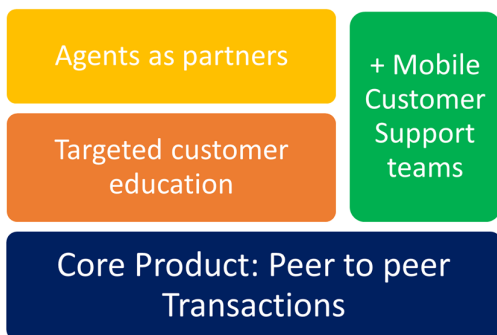 Agents as partners
Targeted customer
education
+ Mobile
Customer
Support
teams
Core Product: Peer to peer
Transactions